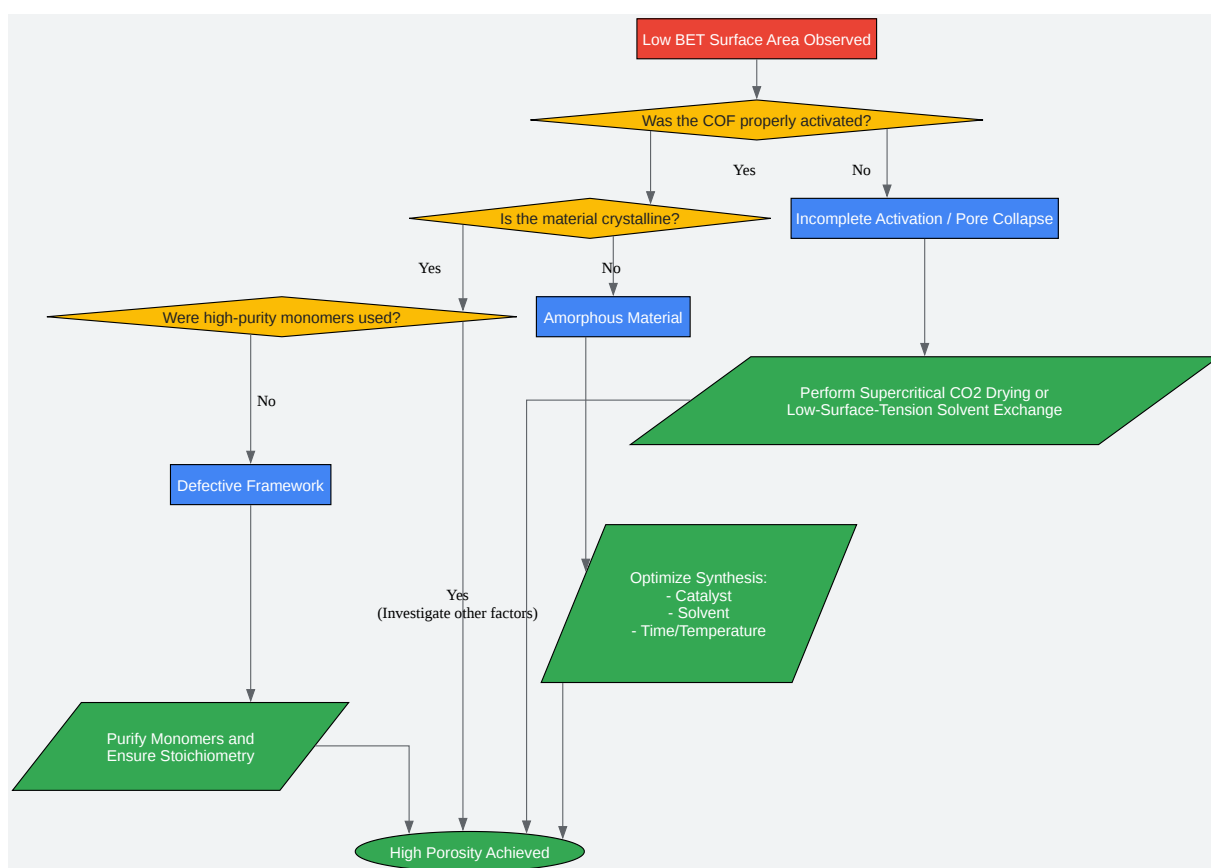 Low BET Surface Area Observed
Was the COF properly activated?
Yes
No
Is the material crystalline?
Incomplete Activation / Pore Collapse
Yes
No
Were high-purity monomers used?
Amorphous Material
Perform Supercritical CO2 Drying or
Low-Surface-Tension Solvent Exchange
No
Defective Framework
Optimize Synthesis:
- Catalyst
- Solvent
- Time/Temperature
Yes
(Investigate other factors)
Purify Monomers and
Ensure Stoichiometry
High Porosity Achieved